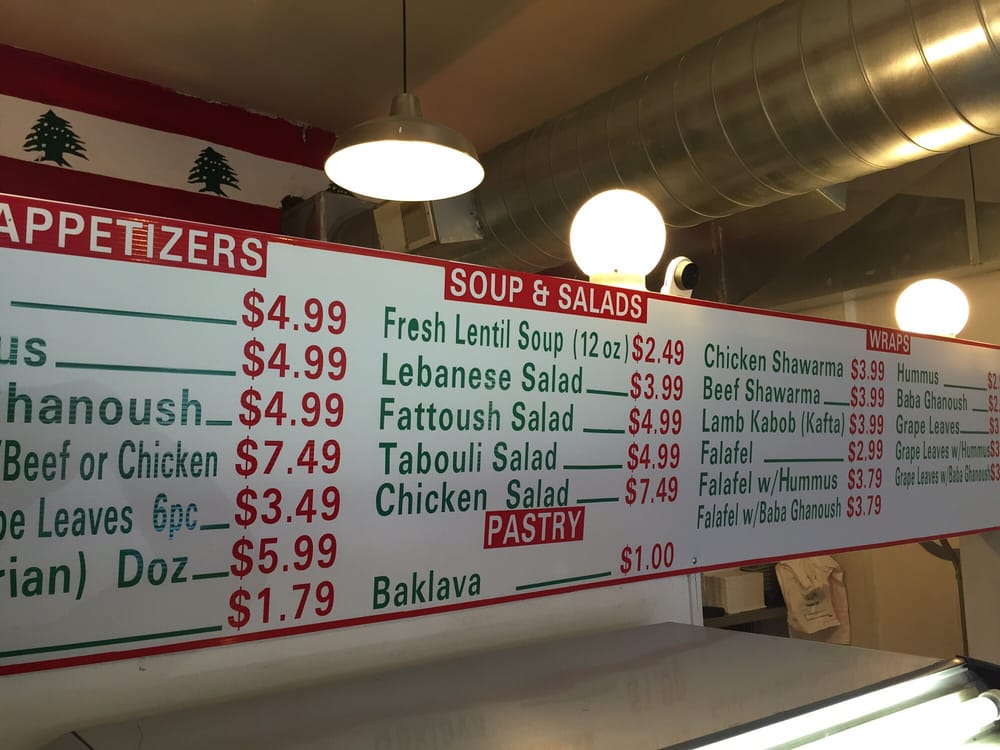 APPETIZERS
$4.99
us $4.99
hanoush $4.99
/Beef or Chicken $7.49
pe Leaves 6pc $3.49
rian) Doz $5.99
$1.79
SOUP & SALADS
Fresh Lentil Soup (12 oz) $2.49
Lebanese Salad $3.99
Fattoush Salad $4.99
Tabouli Salad $4.99
Chicken Salad $7.49
PASTRY
Baklava $1.00
WRAPS
Chicken Shawarma $3.99
Beef Shawarma $3.99
Lamb Kabob (Kafta) $3.99
Falafel $2.99
Falafel w/Hummus $3.79
Falafel w/Baba Ghanoush $3.79
Hummus
Baba Ghanoush
Grape Leaves
Grape Leaves w/Hummus
Grape Leaves w/Baba Ghanoush